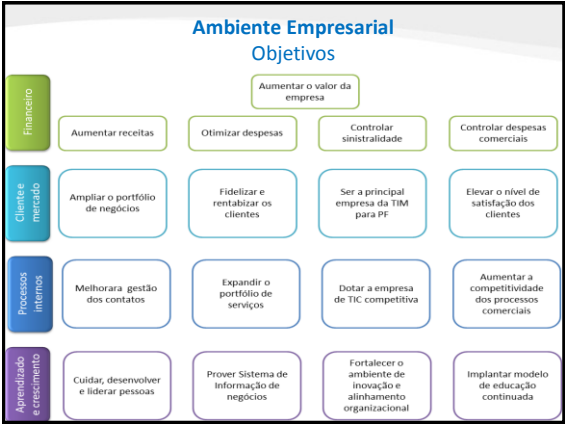 Ambiente Empresarial
Objetivos
Financeiro
Aumentar o valor da
empresa
Aumentar receitas
Otimizar despesas
Controlar
sinistralidade
Controlar despesas
comerciais
Cliente e
mercado
Ampliar o portfólio
de negócios
Fidelizar e
rentabizar os
clientes
Ser a principal
empresa da TIM
para PF
Elevar o nível de
satisfação dos
clientes
Processos
internos
Melhorara gestão
dos contatos
Expandir o
portfólio de
serviços
Dotar a empresa
de TIC competitiva
Aumentar a
competitividade
dos processos
comerciais
Aprendizado
e crescimento
Cuidar, desenvolver
e liderar pessoas
Prover Sistema de
Informação de
negócios
Fortalecer o
ambiente de
inovação e
alinhamento
organizacional
Implantar modelo
de educação
continuada